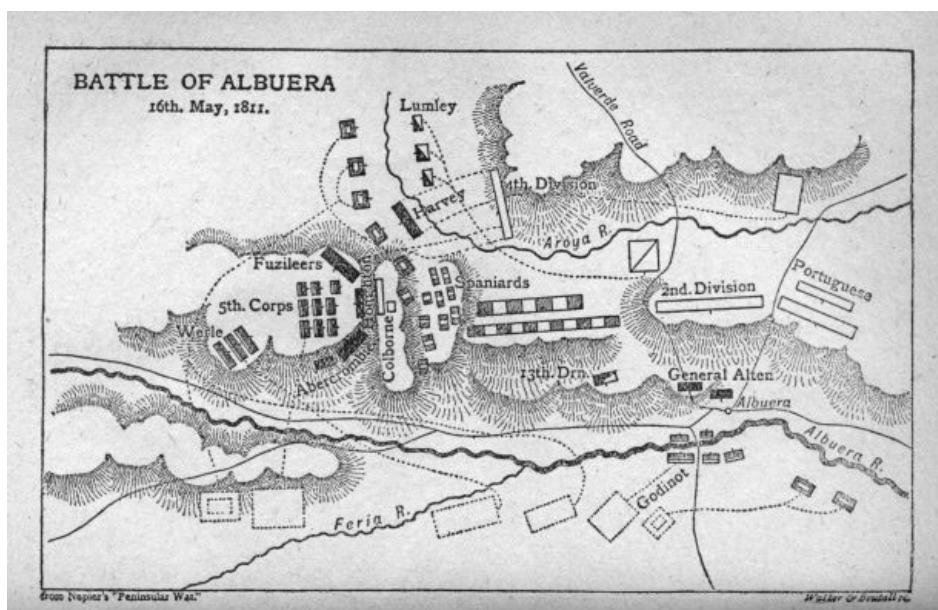 BATTLE OF ALBUERA
16th. May, 1811.
Lumley
Valverde Road
4th. Division
Harvey
Aroya R.
Fuzileers
Houghton
Spaniards
2nd. Division
Portuguese
5th. Corps
Werle
Abercrombie
Colborne
13th. Drn.
General Alten
Albuera
Albuera R.
Godinot
Feria R.
from Napier's "Peninsular War."
Walker & Boutall sc.